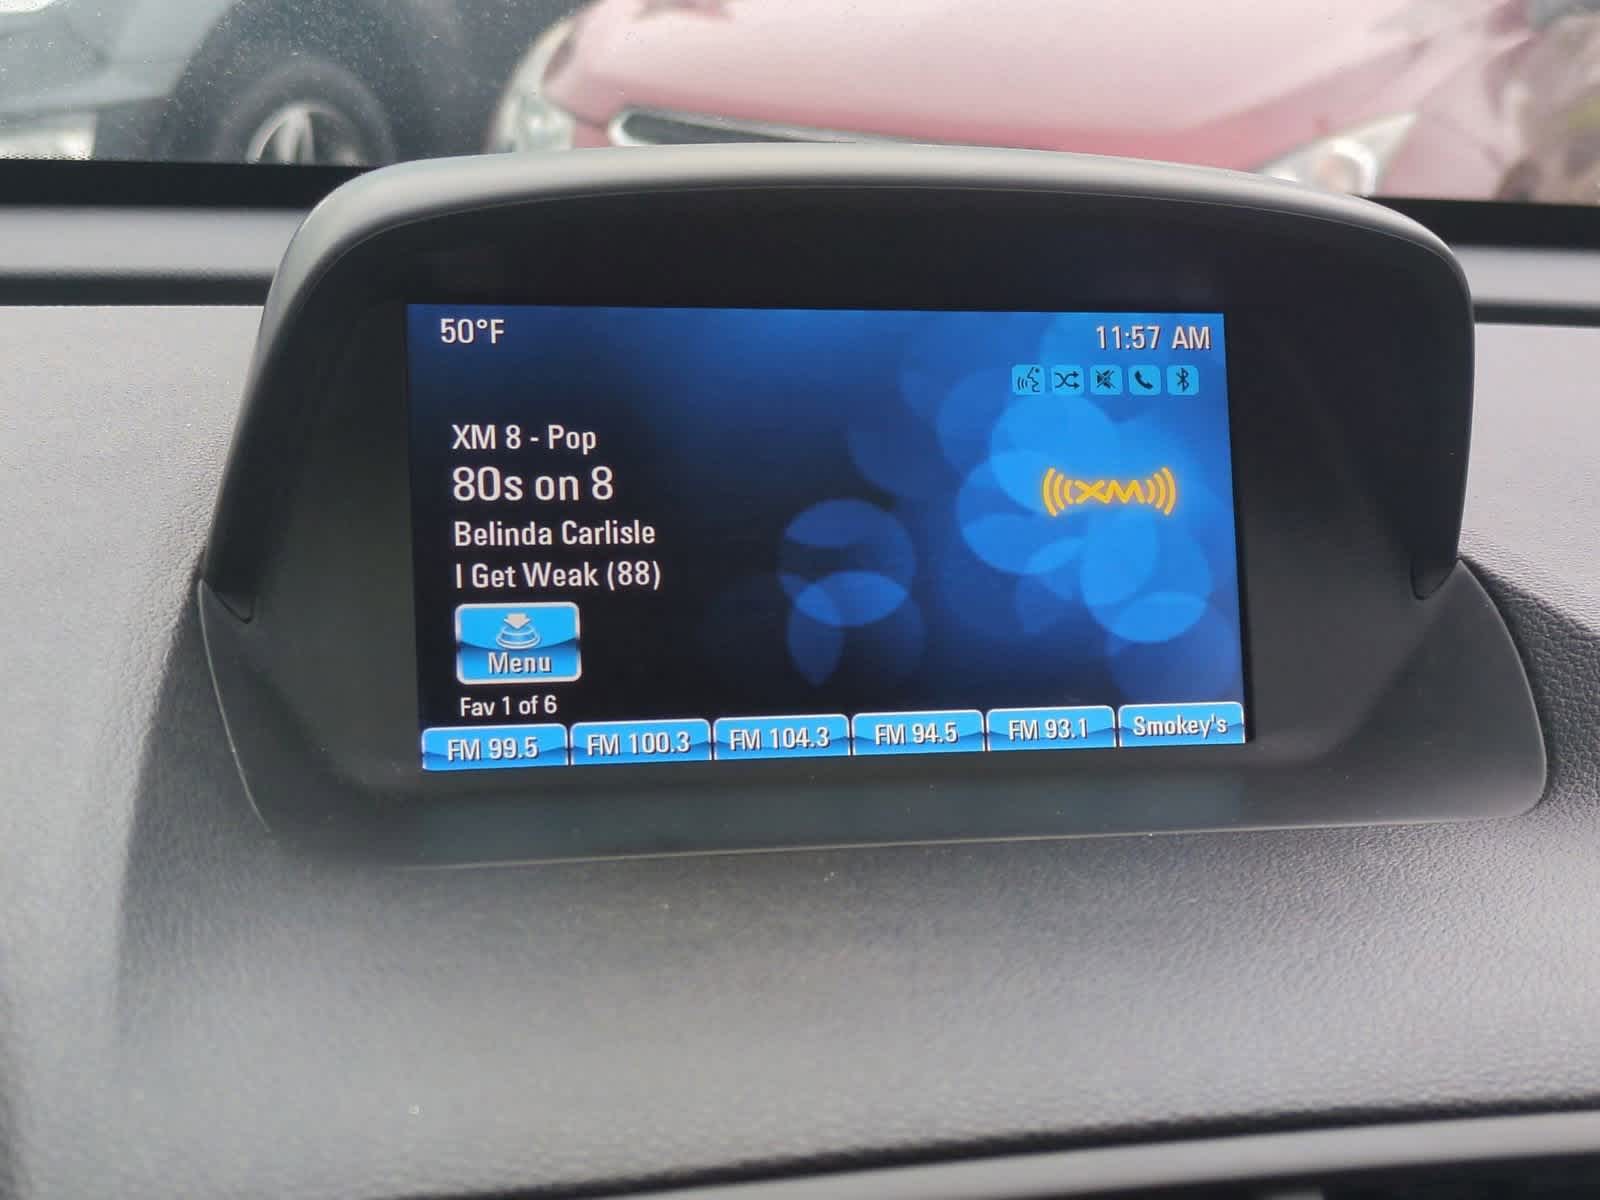 50°F
11:57 AM
XM 8 - Pop
80s on 8
XM
Belinda Carlisle
I Get Weak (88)
Menu
Fav 1 of 6
FM 99.5 FM 100.3 FM 104.3 FM 94.5 FM 93.1 Smokey's